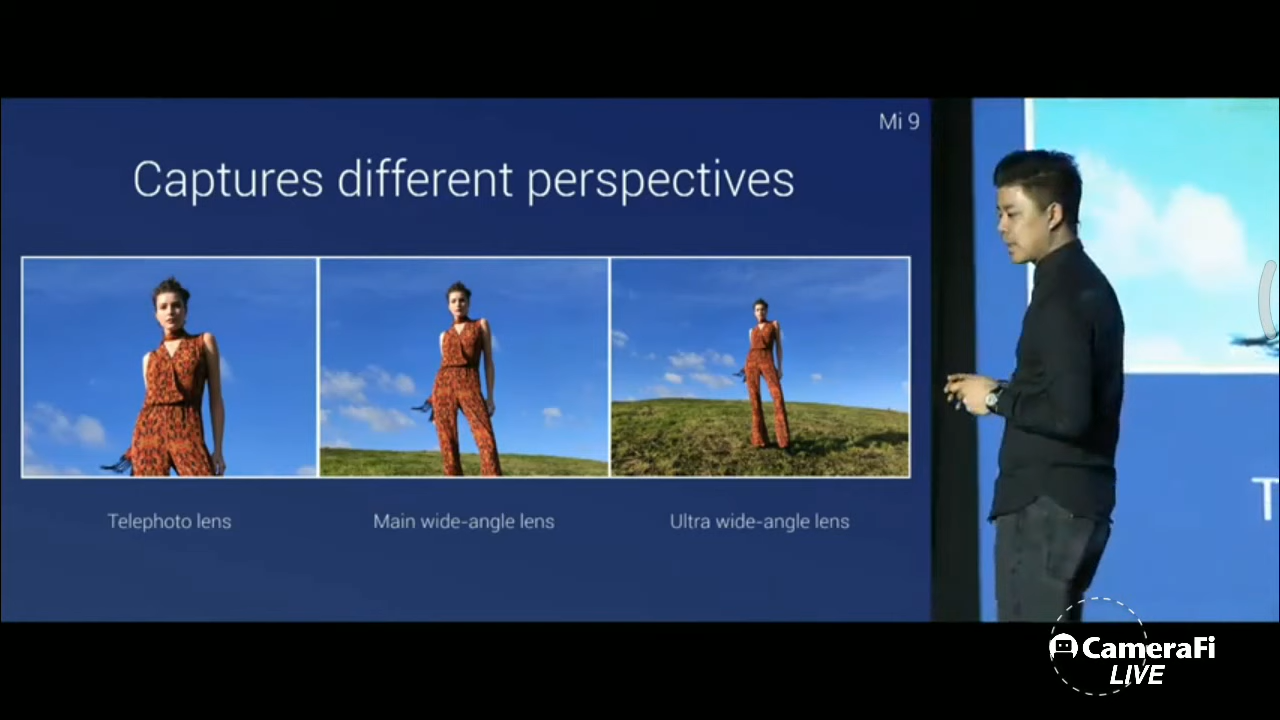 Mi 9
Captures different perspectives
Telephoto lens
Main wide-angle lens
Ultra wide-angle lens
T
CameraFi
LIVE